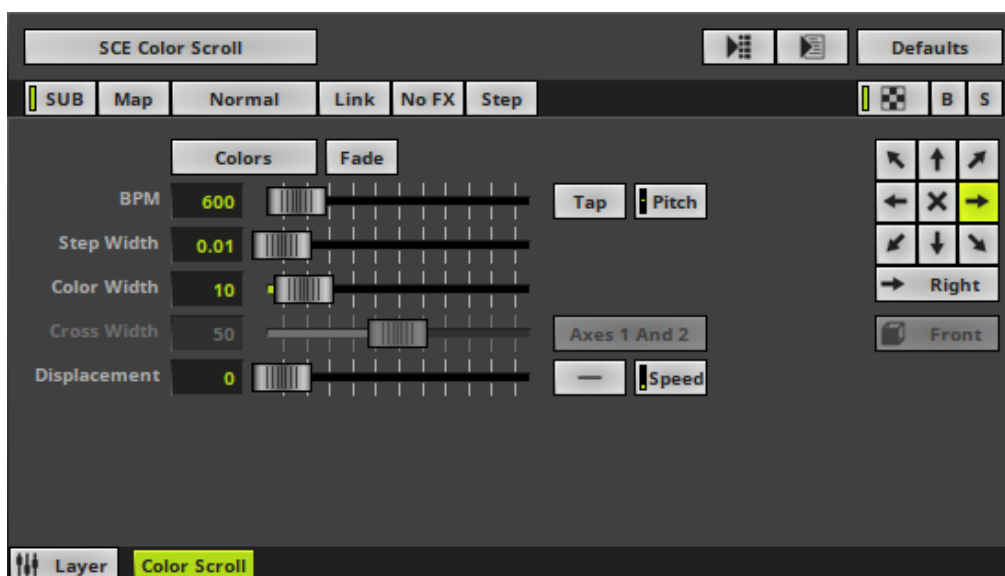 SCE Color Scroll Defaults
SUB Map Normal Link No FX Step B S
Colors Fade
BPM 600 Tap Pitch
Step Width 0.01
Color Width 10 Right
Cross Width 50 Axes 1 And 2 Front
Displacement 0 Speed
Layer Color Scroll